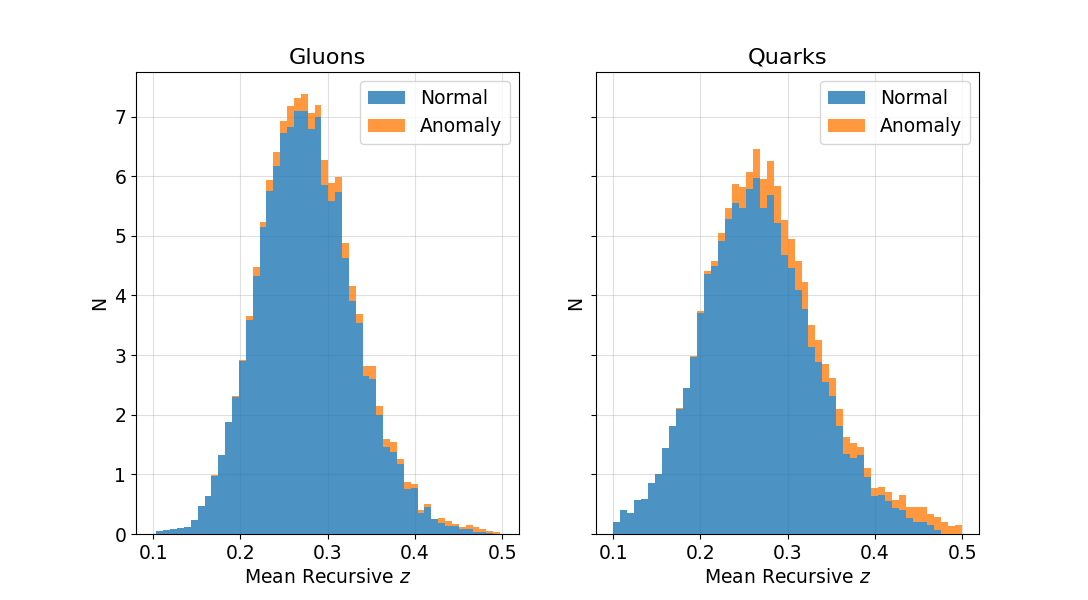 Gluons
Normal
Anomaly
N
7
6
5
4
3
2
1
0
0.1 0.2 0.3 0.4 0.5
Mean Recursive z
Quarks
Normal
Anomaly
N
0.1 0.2 0.3 0.4 0.5
Mean Recursive z